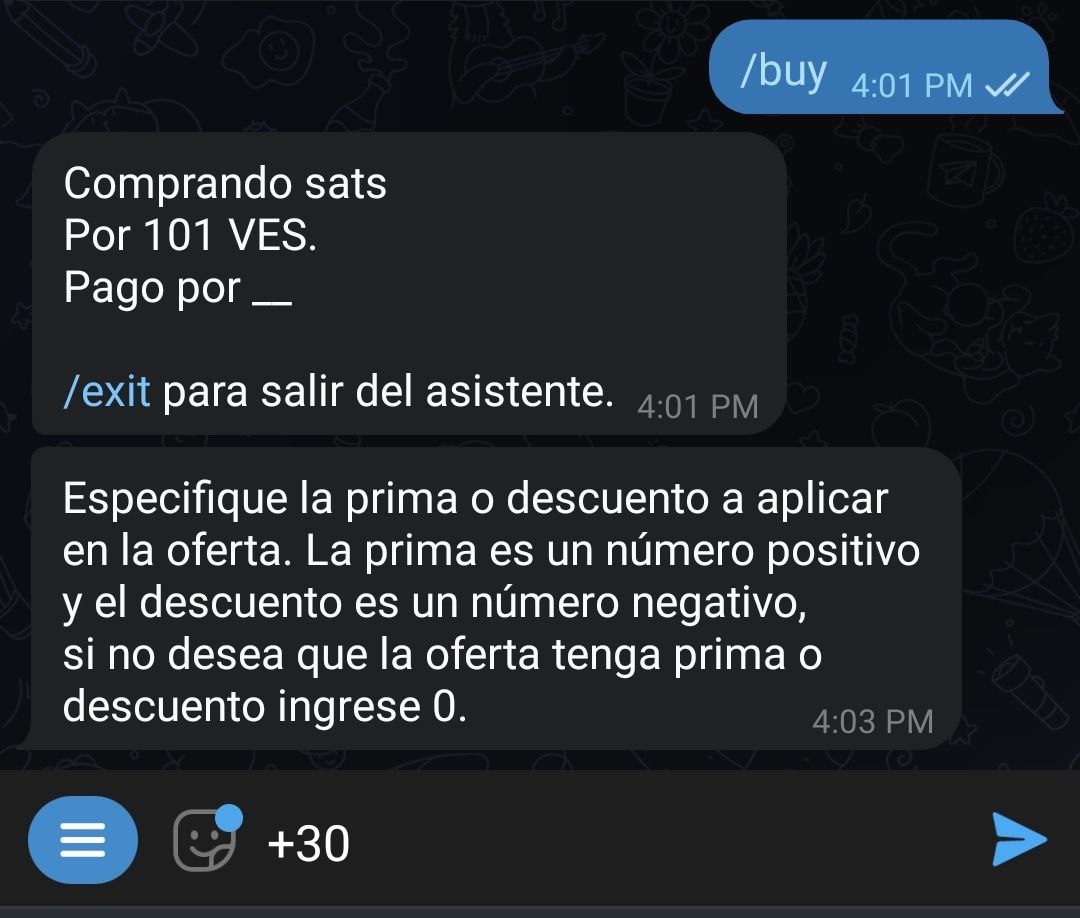 /buy 4:01 PM
Comprando sats
Por 101 VES.
Pago por __
/exit para salir del asistente. 4:01 PM
Especifique la prima o descuento a aplicar
en la oferta. La prima es un número positivo
y el descuento es un número negativo,
si no desea que la oferta tenga prima o
descuento ingrese 0.
4:03 PM
+30